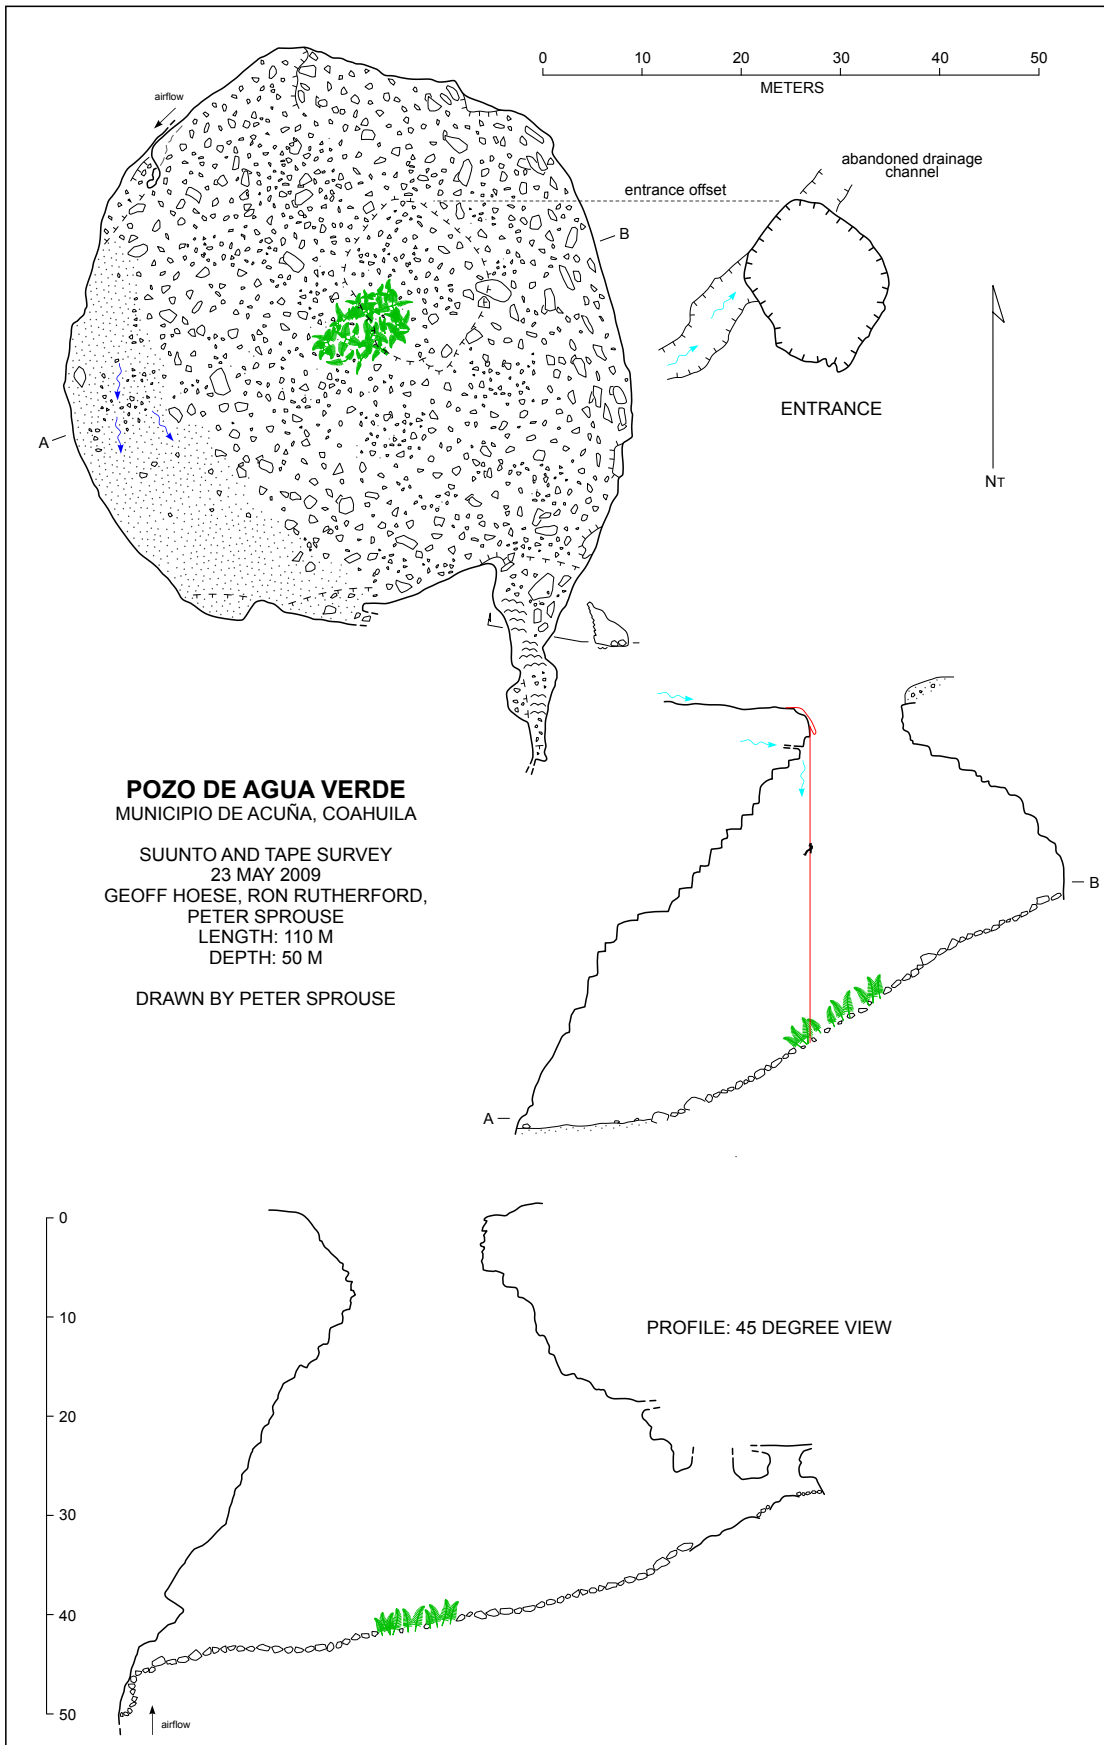 0 10 20 30 40 50
METERS
airflow
abandoned drainage
channel
entrance offset
B
A
ENTRANCE
NT
POZO DE AGUA VERDE
MUNICIPIO DE ACUÑA, COAHUILA
SUUNTO AND TAPE SURVEY
23 MAY 2009
GEOFF HOESE, RON RUTHERFORD,
PETER SPROUSE
LENGTH: 110 M
DEPTH: 50 M
DRAWN BY PETER SPROUSE
B
A
0
10
20
30
40
50
PROFILE: 45 DEGREE VIEW
airflow